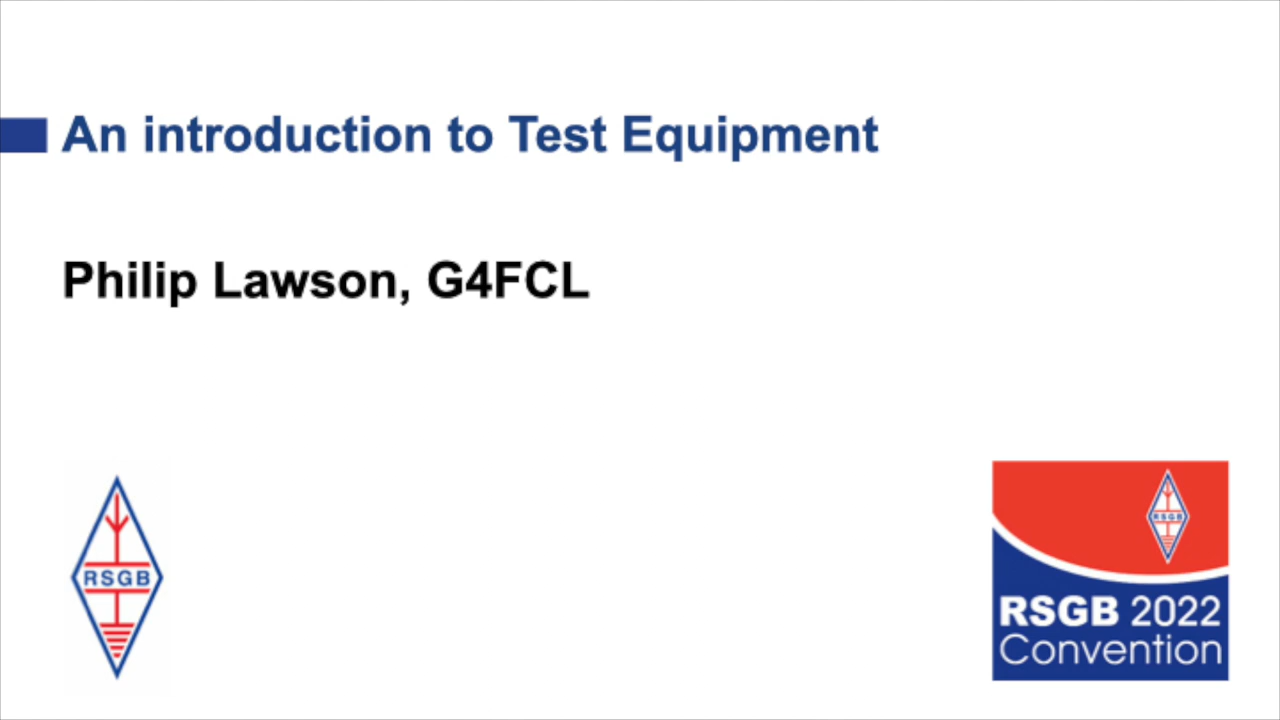 An introduction to Test Equipment
Philip Lawson, G4FCL
RSGB
RSGB
RSGB 2022
Convention